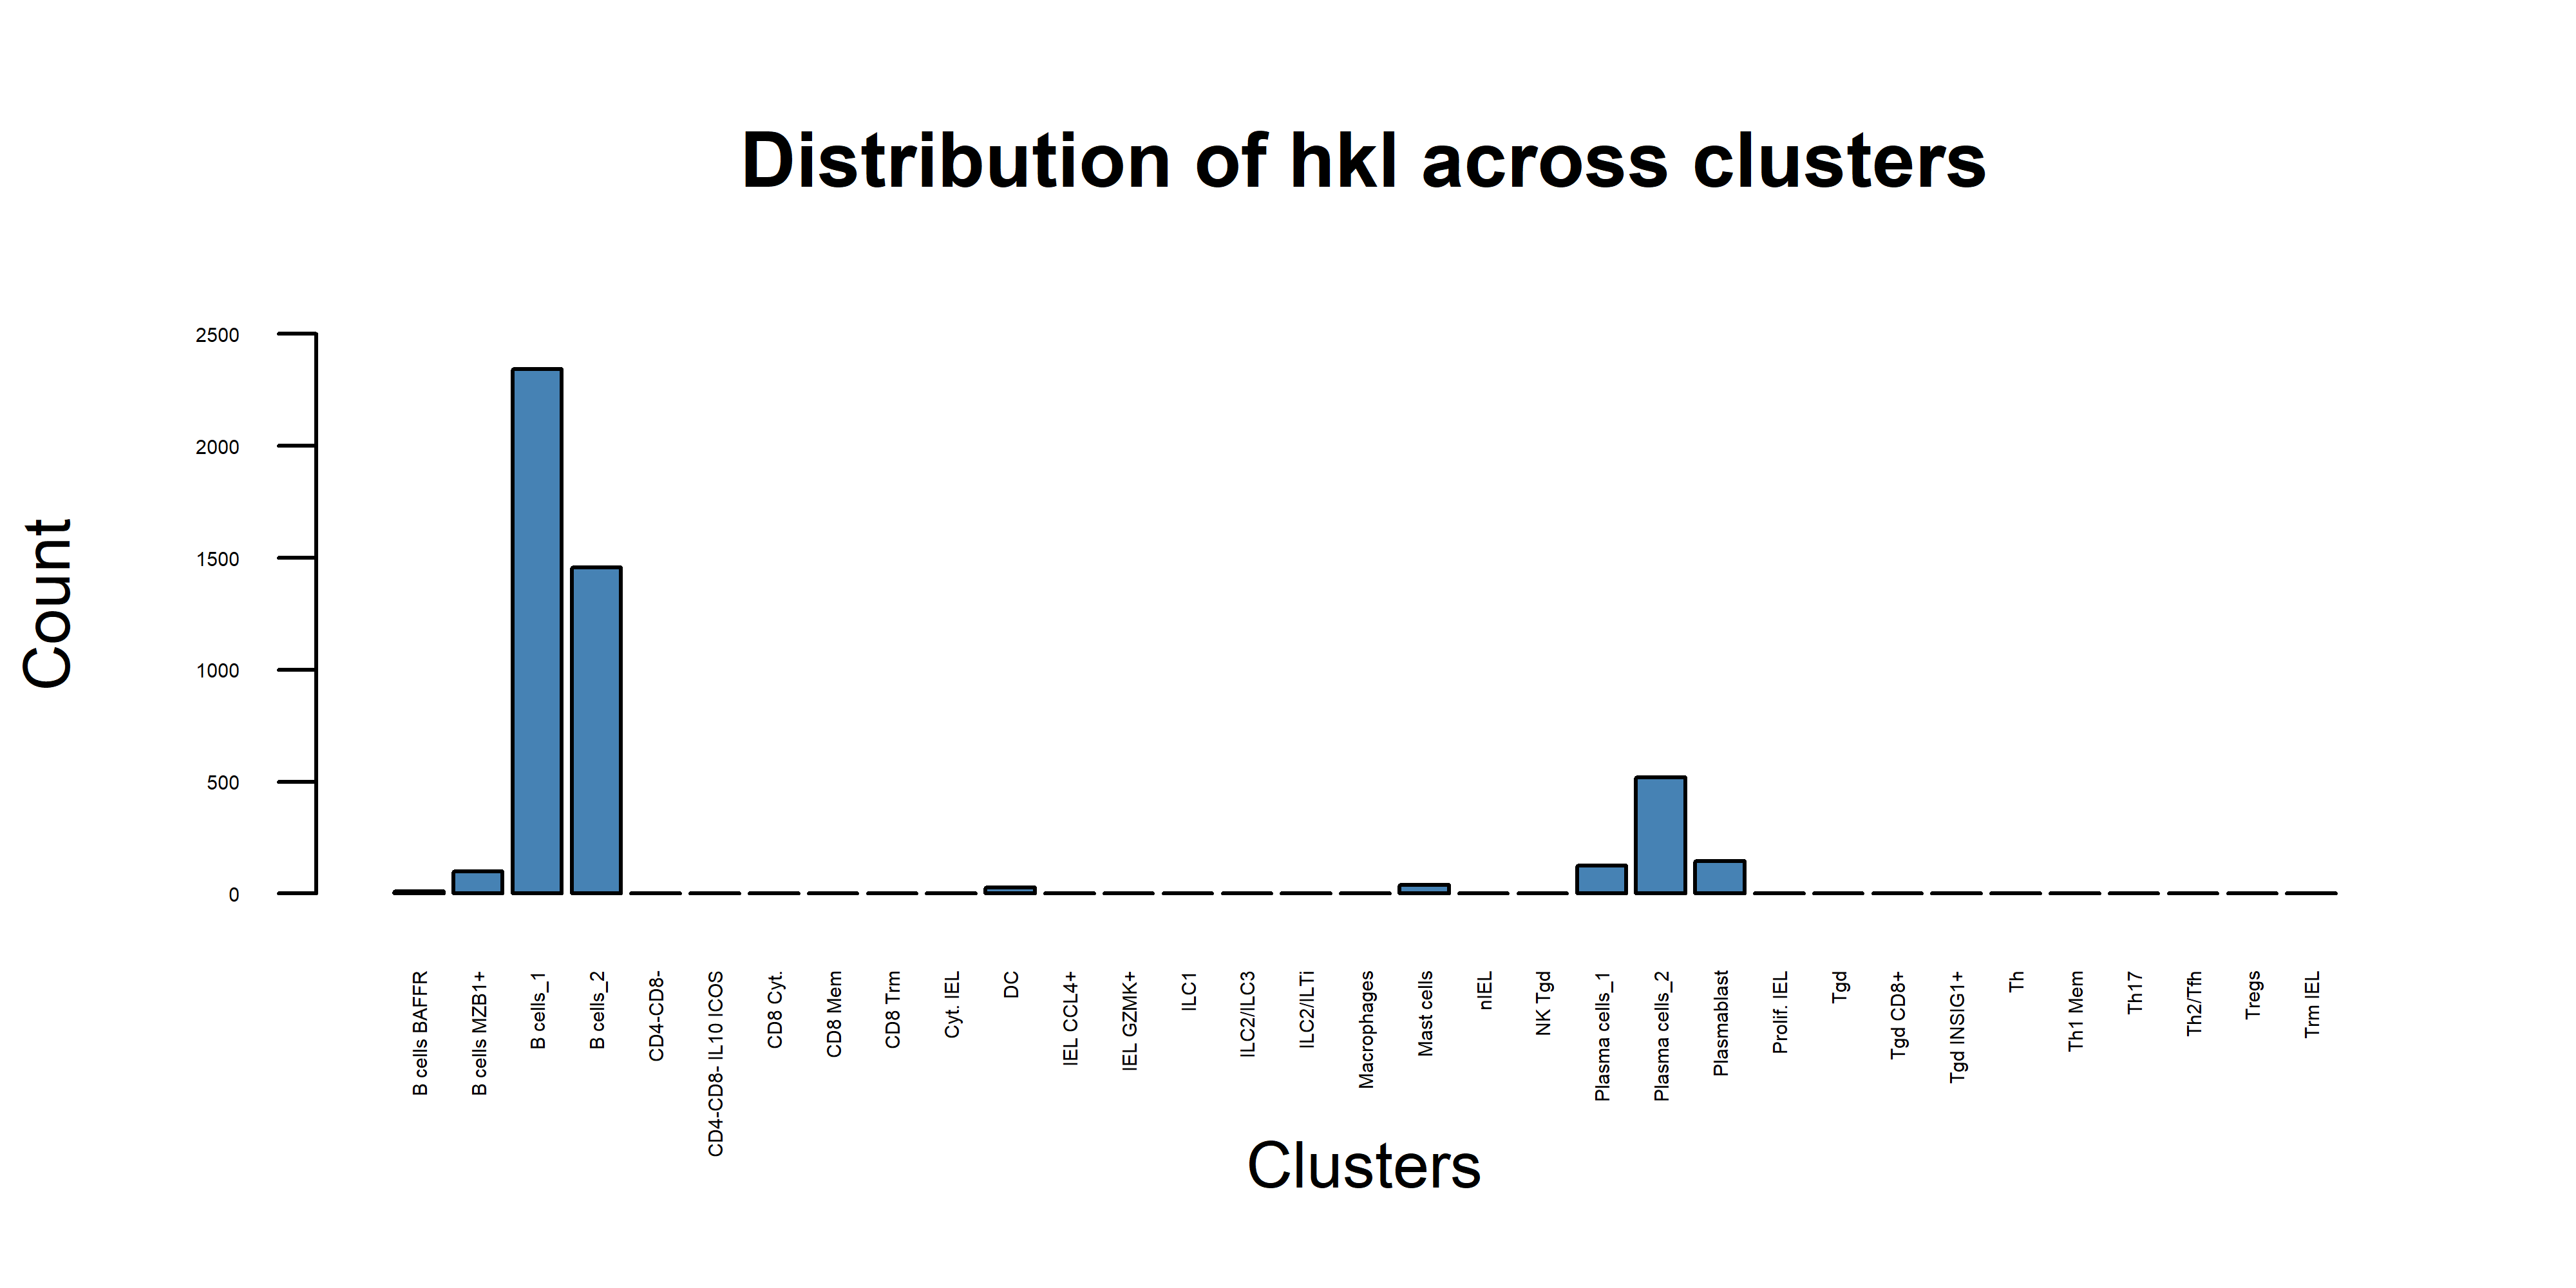 Distribution of hkl across clusters
Count
2500
2000
1500
1000
500
0
B cells BAFFR
B cells MZB1+
B cells_1
B cells_2
CD4-CD8-
CD4-CD8- IL10 ICOS
CD8 Cyt.
CD8 Mem
CD8 Trm
Cyt. IEL
DC
IEL CCL4+
IEL GZMK+
ILC1
ILC2/ILC3
ILC2/ILTi
Macrophages
Mast cells
nIEL
NK Tgd
Plasma cells_1
Plasma cells_2
Plasmablast
Prolif. IEL
Tgd
Tgd CD8+
Tgd INSIG1+
Th
Th1 Mem
Th17
Th2/Tfh
Tregs
Trm IEL
Clusters